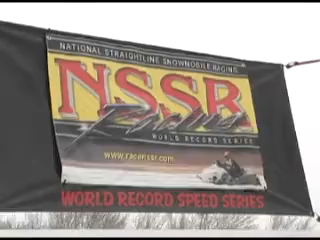 NATIONAL STRAIGHTLINE SNOWMOBILE RACING
NSSR
Racing
WORLD RECORD SERIES
www.racenssr.com
WORLD RECORD SPEED SERIES